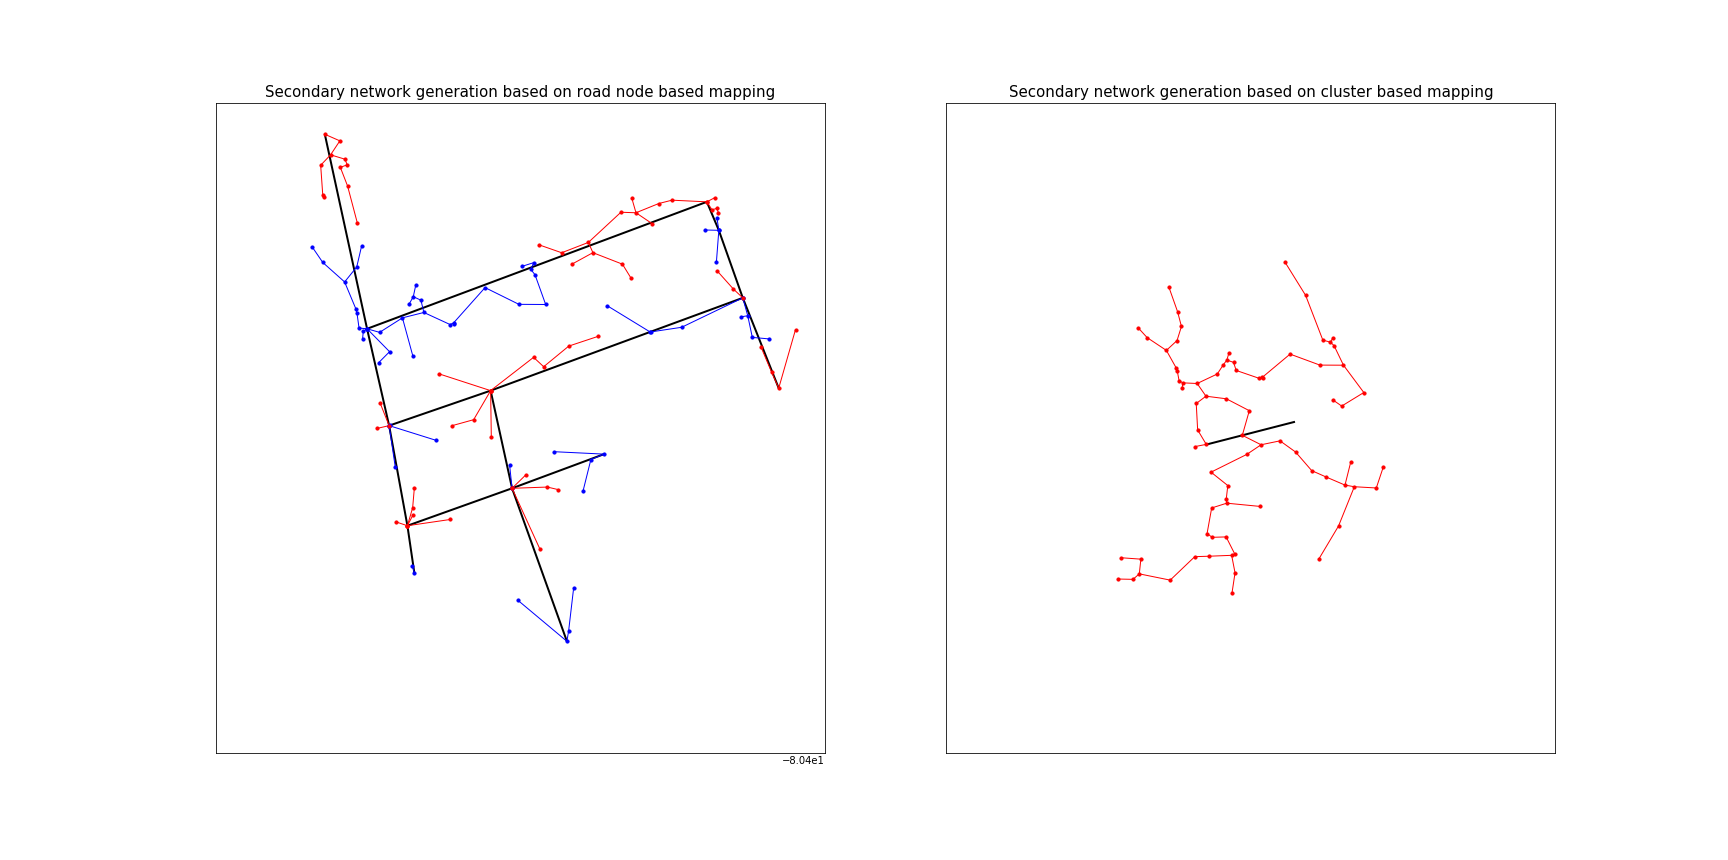 Secondary network generation based on road node based mapping
Secondary network generation based on cluster based mapping
−8.04e1